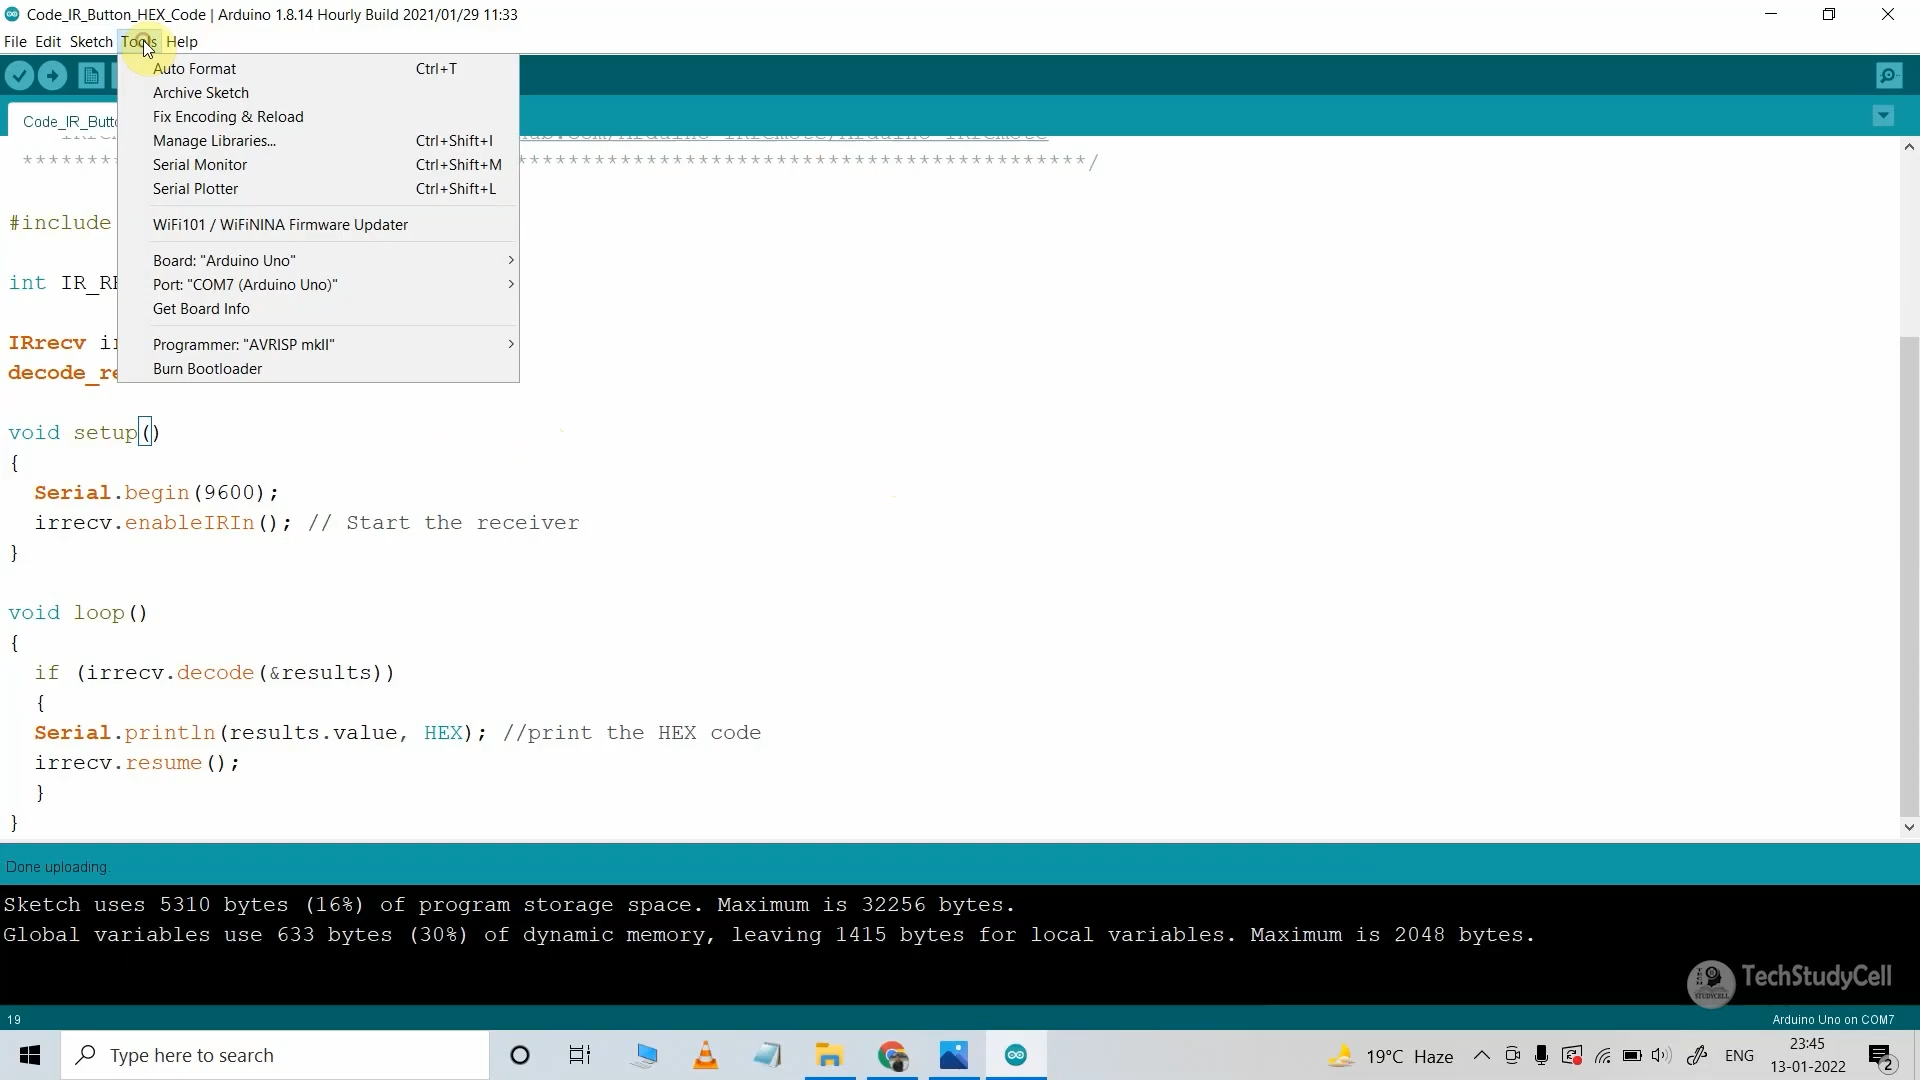 Code_IR_Button_HEX_Code | Arduino 1.8.14 Hourly Build 2021/01/29 11:33
File Edit Sketch Tools Help
Auto Format Ctrl+T
Archive Sketch
Fix Encoding & Reload
Manage Libraries... Ctrl+Shift+I
Serial Monitor Ctrl+Shift+M
Serial Plotter Ctrl+Shift+L
WiFi101 / WiFiNINA Firmware Updater
Board: "Arduino Uno"
Port: "COM7 (Arduino Uno)"
Get Board Info
Programmer: "AVRISP mkII"
Burn Bootloader
Code_IR_Butto
*******
********************************************/
#include
int IR_RE
IRrecv ir
decode_re
void setup()
{
Serial.begin(9600);
irrecv.enableIRIn(); // Start the receiver
}
void loop()
{
if (irrecv.decode(&results))
{
Serial.println(results.value, HEX); //print the HEX code
irrecv.resume();
}
}
Done uploading.
Sketch uses 5310 bytes (16%) of program storage space. Maximum is 32256 bytes.
Global variables use 633 bytes (30%) of dynamic memory, leaving 1415 bytes for local variables. Maximum is 2048 bytes.
TechStudyCell
STUDYCELL
19
Arduino Uno on COM7
Type here to search
19°C Haze
ENG
23:45
13-01-2022
2